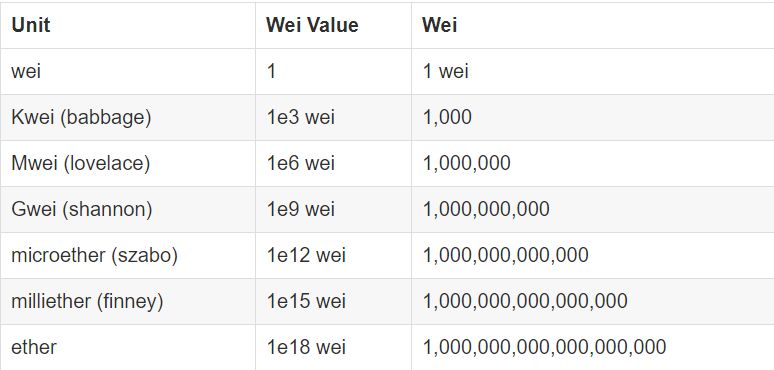 Unit Wei Value Wei
wei 1 1 wei
Kwei (babbage) 1e3 wei 1,000
Mwei (lovelace) 1e6 wei 1,000,000
Gwei (shannon) 1e9 wei 1,000,000,000
microether (szabo) 1e12 wei 1,000,000,000,000
milliether (finney) 1e15 wei 1,000,000,000,000,000
ether 1e18 wei 1,000,000,000,000,000,000